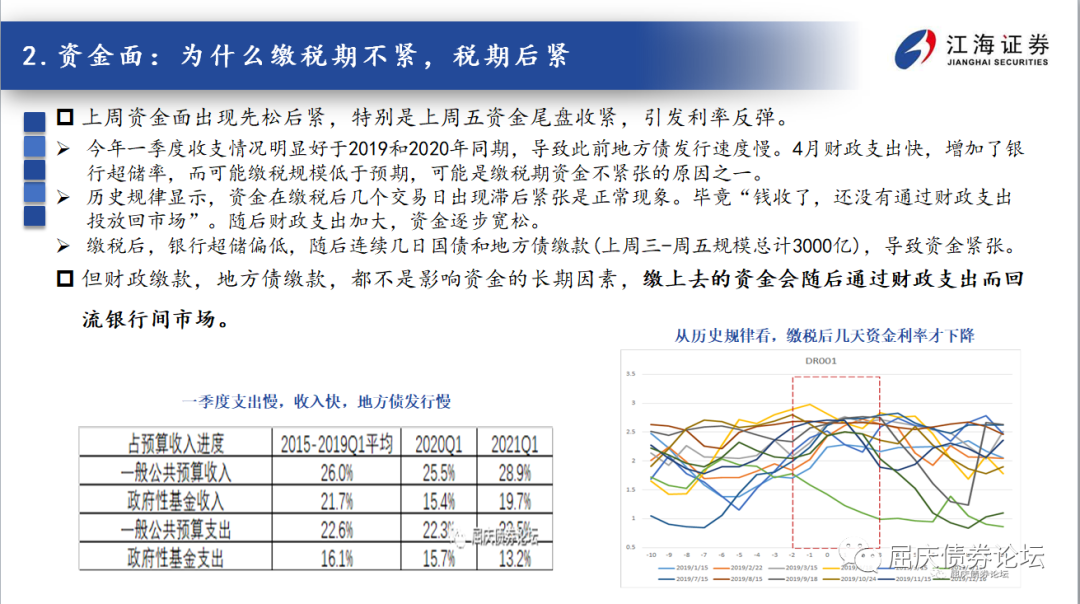 2.资金面：为什么缴税期不紧，税期后紧
江海证券
JIANGHAI SECURITIES
上周资金面出现先松后紧，特别是上周五资金尾盘收紧，引发利率反弹。
今年一季度收支情况明显好于2019和2020年同期，导致此前地方债发行速度慢。4月财政支出快，增加了银
行超储率，而可能缴税规模低于预期，可能是缴税期资金不紧张的原因之一。
历史规律显示，资金在缴税后几个交易日出现滞后紧张是正常现象。毕竟“钱收了，还没有通过财政支出
投放回市场”。随后财政支出加大，资金逐步宽松。
缴税后，银行超储偏低，随后连续几日国债和地方债缴款(上周三-周五规模总计3000亿)，导致资金紧张。
但财政缴款，地方债缴款，都不是影响资金的长期因素，缴上去的资金会随后通过财政支出而回
流银行间市场。
一季度支出慢，收入快，地方债发行慢
占预算收入进度 2015-2019Q1平均 2020Q1 2021Q1
一般公共预算收入 26.0% 25.5% 28.9%
政府性基金收入 21.7% 15.4% 19.7%
一般公共预算支出 22.6% 22.3%
政府性基金支出 16.1% 15.7% 13.2%
屈庆债券论坛
从历史规律看，缴税后几天资金利率才下降
DR001
3.5
3
2.5
2
1.5
1
0.5
-10 -9 -8 -7 -6 -5 -4 -3 -2 -1 0
2019/1/15 2019/2/22 2019/3/15
2019/7/15 2019/8/15 2019/9/18 2019/10/24 2019/11/15
屈庆债券论坛
屈庆债券论坛